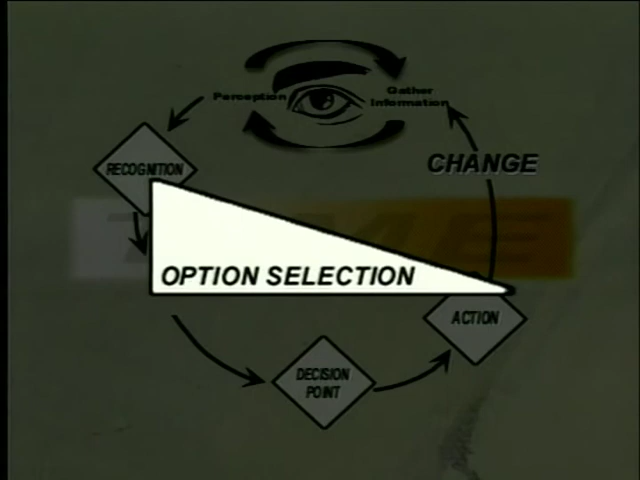 Perception
Gather
Information
RECOGNITION
CHANGE
OPTION SELECTION
ACTION
DECISION
POINT